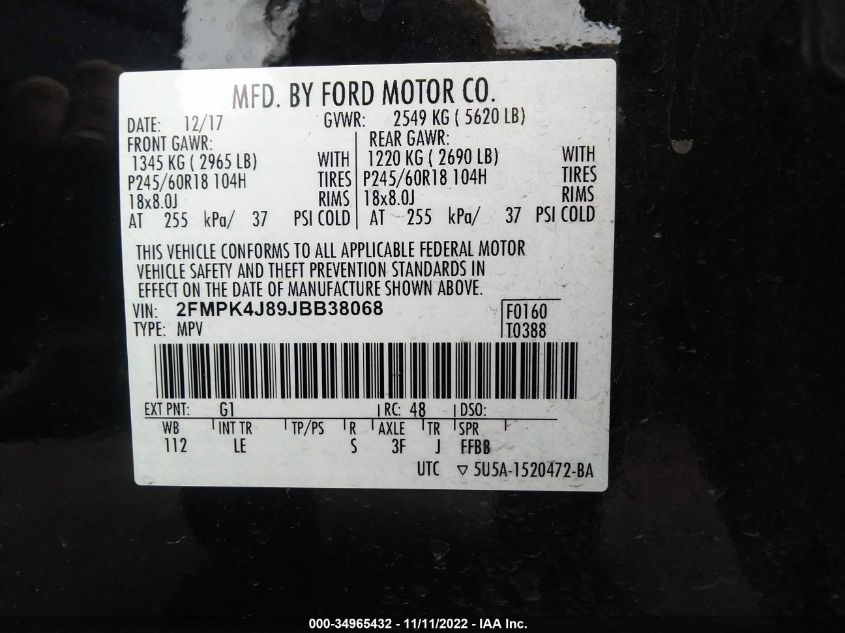 MFD. BY FORD MOTOR CO.
DATE: 12/17 GVWR: 2549 KG ( 5620 LB)
FRONT GAWR: REAR GAWR:
1345 KG ( 2965 LB) WITH 1220 KG ( 2690 LB) WITH
P245/60R18 104H TIRES P245/60R18 104H TIRES
18x8.0J RIMS 18x8.0J RIMS
AT 255 kPa/ 37 PSI COLD AT 255 kPa/ 37 PSI COLD
THIS VEHICLE CONFORMS TO ALL APPLICABLE FEDERAL MOTOR
VEHICLE SAFETY AND THEFT PREVENTION STANDARDS IN
EFFECT ON THE DATE OF MANUFACTURE SHOWN ABOVE.
VIN: 2FMPK4J89JBB38068 F0160
TYPE: MPV T0388
EXT PNT: G1 RC: 48 DSO:
WB INT TR TP/PS R AXLE TR SPR
112 LE S 3F J FFBB
UTC ▽ 5U5A-1520472-BA
000-34965432 - 11/11/2022 - IAA Inc.